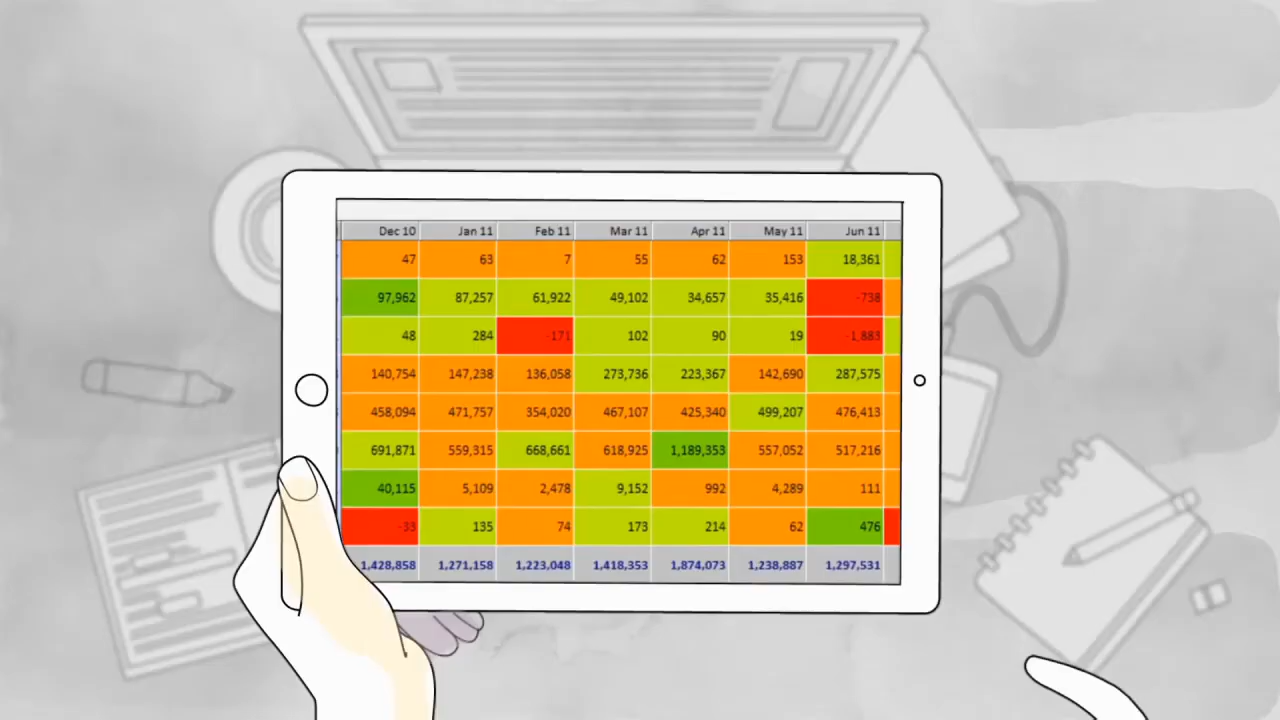 Dec 10 Jan 11 Feb 11 Mar 11 Apr 11 May 11 Jun 11
47 63 7 55 62 153 18,361
97,962 87,257 61,922 49,102 34,657 35,416 -738
48 284 -171 102 90 19 -1,883
140,754 147,238 136,058 273,736 223,367 142,690 287,575
458,094 471,757 354,020 467,107 425,340 499,207 476,413
691,871 559,315 668,661 618,925 1,189,353 557,052 517,216
40,115 5,109 2,478 9,152 992 4,289 111
-33 135 74 173 214 62 476
1,428,858 1,271,158 1,223,048 1,418,353 1,874,073 1,238,887 1,297,531